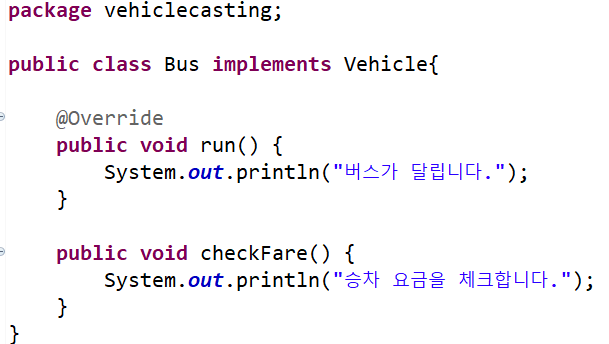 package vehiclecasting;
public class Bus implements Vehicle{
@Override
public void run() {
System.out.println("버스가 달립니다.");
}
public void checkFare() {
System.out.println("승차 요금을 체크합니다.");
}
}